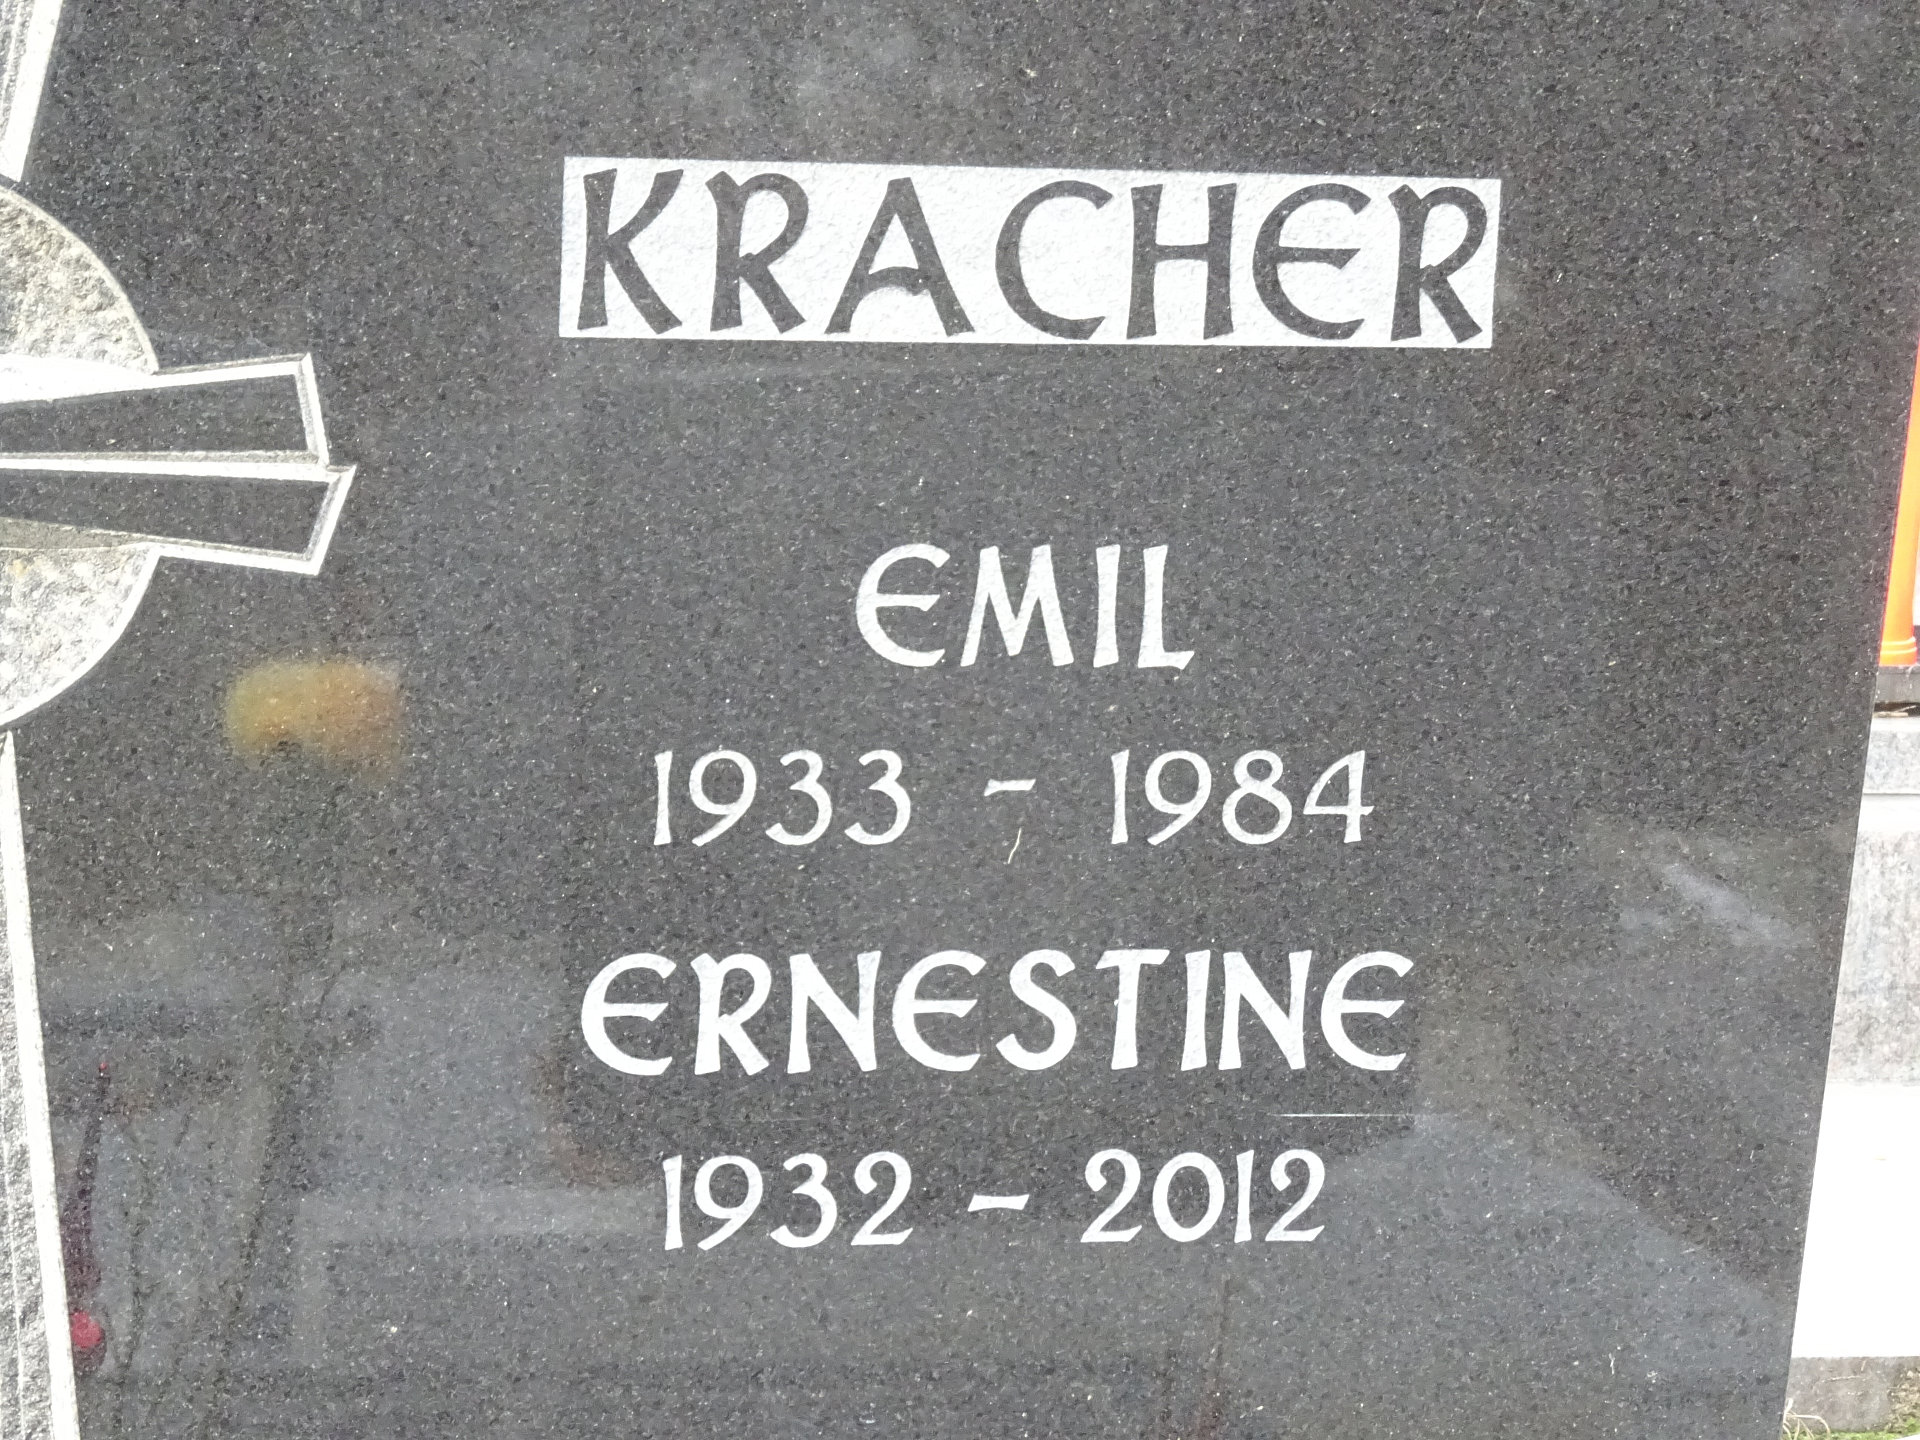 KRACHER
EMIL
1933 - 1984
ERNESTINE
1932 - 2012